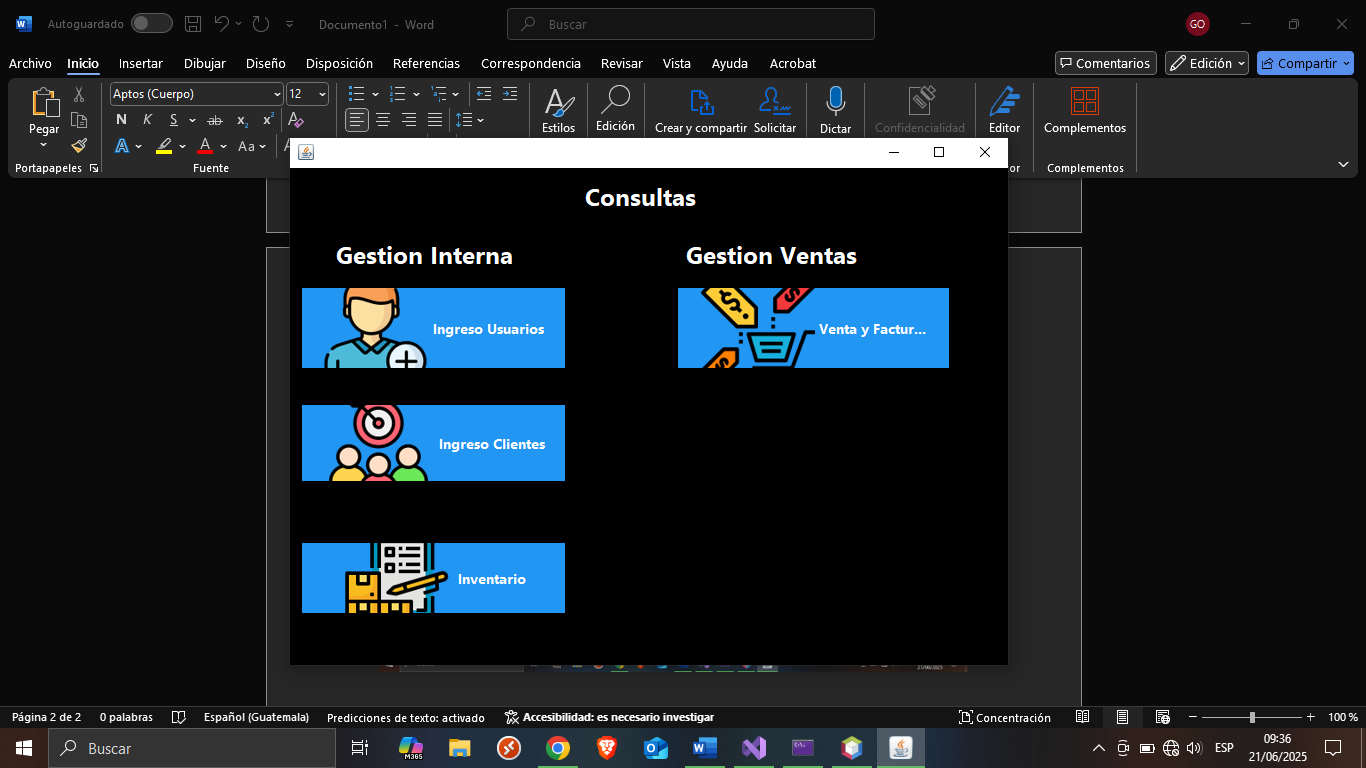 Autoguardado
Documento1 - Word
Buscar
GO
Archivo Inicio Insertar Dibujar Diseño Disposición Referencias Correspondencia Revisar Vista Ayuda Acrobat
Comentarios Edición Compartir
Pegar
Aptos (Cuerpo) 12
N K S ab x₂ x²
A A Aa
Estilos Edición Crear y compartir Solicitar Dictar Confidencialidad Editor Complementos
Portapapeles Fuente or Complementos
Consultas
Gestion Interna Gestion Ventas
Ingreso Usuarios Venta y Factur...
Ingreso Clientes
Inventario
21/06/2025
Página 2 de 2 0 palabras Español (Guatemala) Predicciones de texto: activado Accesibilidad: es necesario investigar Concentración 100 %
Buscar
M365
ESP
09:36
21/06/2025